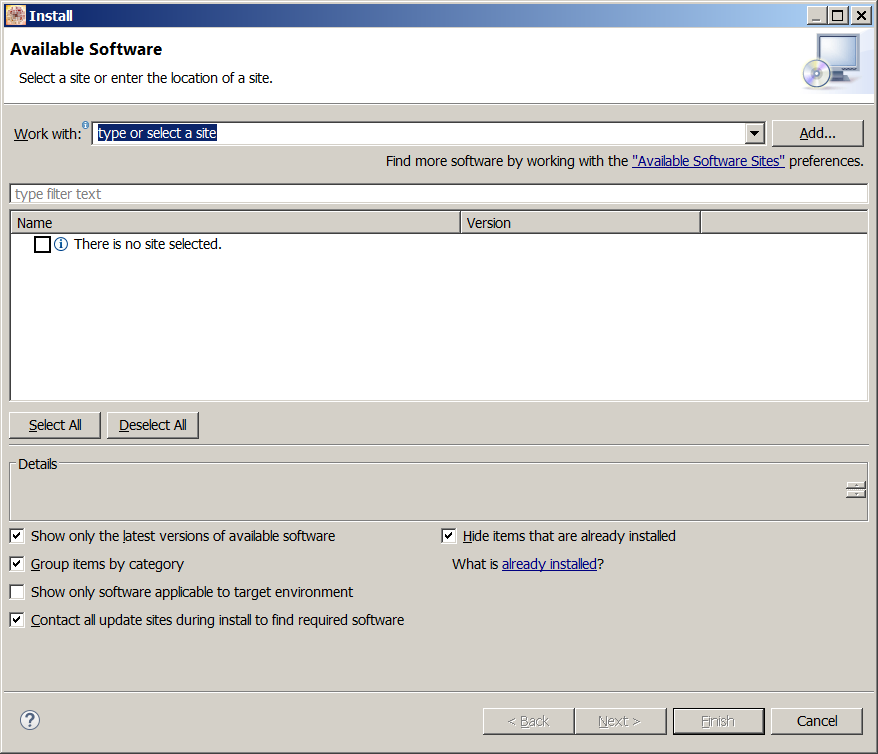 Install
Available Software
Select a site or enter the location of a site.
Work with: type or select a site Add...
Find more software by working with the "Available Software Sites" preferences.
type filter text
Name Version
There is no site selected.
Select All Deselect All
Details
Show only the latest versions of available software Hide items that are already installed
Group items by category What is already installed?
Show only software applicable to target environment
Contact all update sites during install to find required software
? < Back Next > Finish Cancel